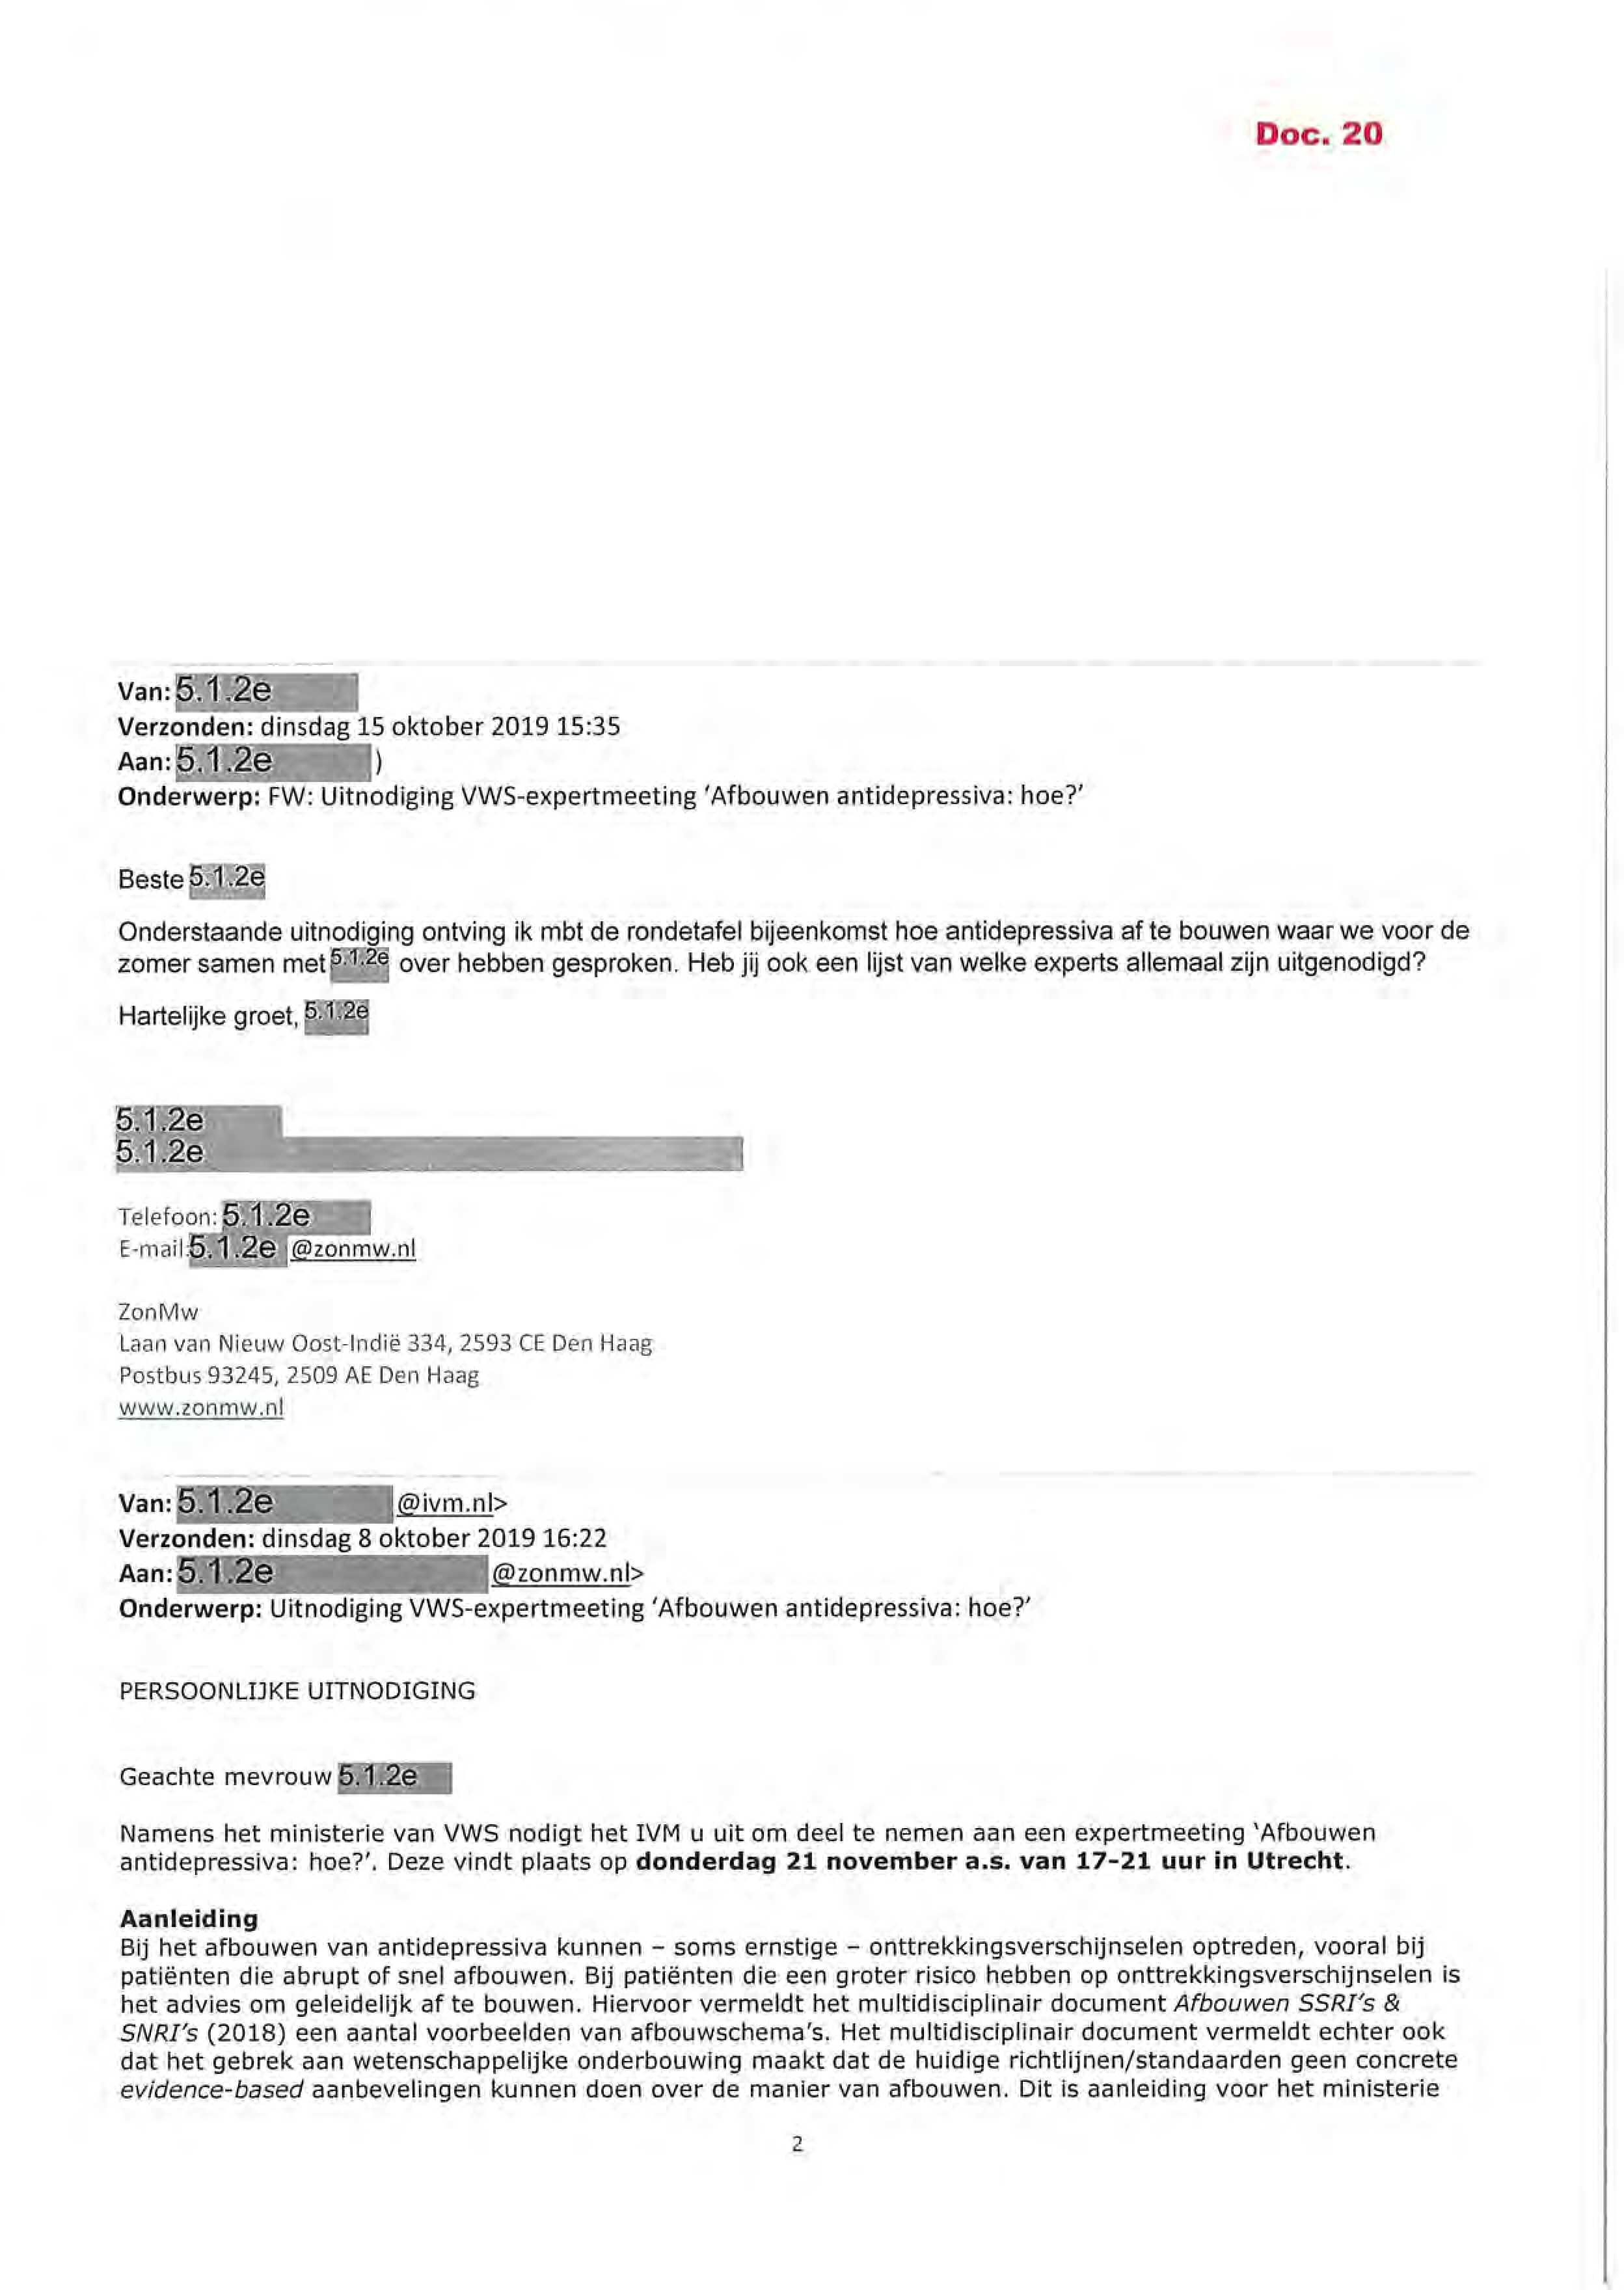 Doc. 20
Van: 5.1.2e
Verzonden: dinsdag 15 oktober 2019 15:35
Aan: 5.1.2e )
Onderwerp: FW: Uitnodiging VWS-expertmeeting 'Afbouwen antidepressiva: hoe?'
Beste 5.1.2e
Onderstaande uitnodiging ontving ik mbt de rondetafel bijeenkomst hoe antidepressiva af te bouwen waar we voor de
zomer samen met 5.1.2e over hebben gesproken. Heb jij ook een lijst van welke experts allemaal zijn uitgenodigd?
Hartelijke groet, 5.1.2e
5.1.2e
5.1.2e
Telefoon: 5.1.2e
E-mail: 5.1.2e @zonmw.nl
ZonMw
Laan van Nieuw Oost-Indië 334, 2593 CE Den Haag
Postbus 93245, 2509 AE Den Haag
www.zonmw.nl
Van: 5.1.2e @ivm.nl>
Verzonden: dinsdag 8 oktober 2019 16:22
Aan: 5.1.2e @zonmw.nl>
Onderwerp: Uitnodiging VWS-expertmeeting 'Afbouwen antidepressiva: hoe?'
PERSOONLIJKE UITNODIGING
Geachte mevrouw 5.1.2e
Namens het ministerie van VWS nodigt het IVM u uit om deel te nemen aan een expertmeeting 'Afbouwen
antidepressiva: hoe?'. Deze vindt plaats op donderdag 21 november a.s. van 17-21 uur in Utrecht.
Aanleiding
Bij het afbouwen van antidepressiva kunnen – soms ernstige – onttrekkingsverschijnselen optreden, vooral bij
patiënten die abrupt of snel afbouwen. Bij patiënten die een groter risico hebben op onttrekkingsverschijnselen is
het advies om geleidelijk af te bouwen. Hiervoor vermeldt het multidisciplinair document Afbouwen SSRI's &
SNRI's (2018) een aantal voorbeelden van afbouwschema's. Het multidisciplinair document vermeldt echter ook
dat het gebrek aan wetenschappelijke onderbouwing maakt dat de huidige richtlijnen/standaarden geen concrete
evidence-based aanbevelingen kunnen doen over de manier van afbouwen. Dit is aanleiding voor het ministerie
2